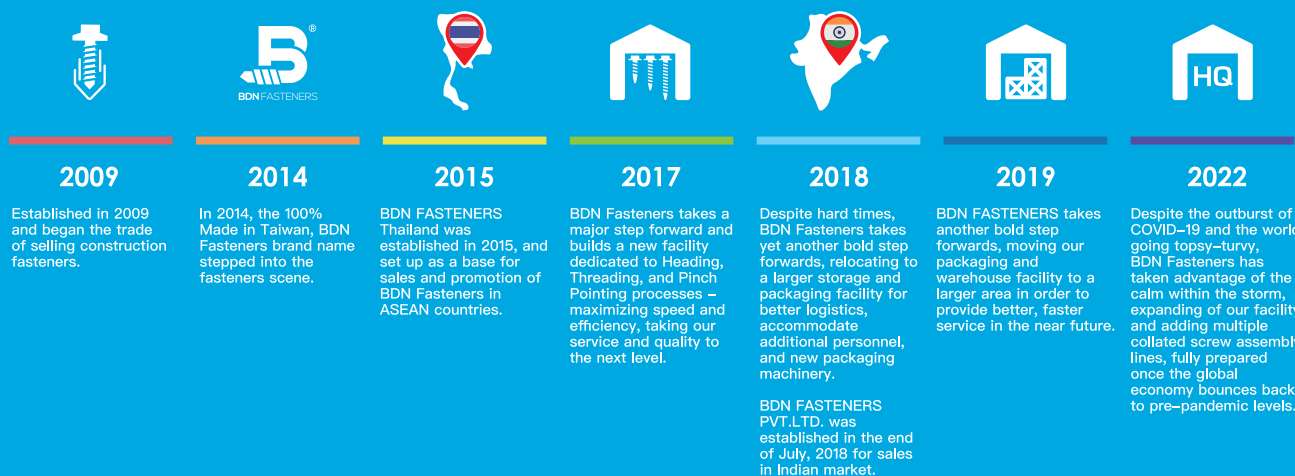 ®
BDN FASTENERS
HQ
2009
Established in 2009
and began the trade
of selling construction
fasteners.
2014
In 2014, the 100%
Made in Taiwan, BDN
Fasteners brand name
stepped into the
fasteners scene.
2015
BDN FASTENERS
Thailand was
established in 2015, and
set up as a base for
sales and promotion of
BDN Fasteners in
ASEAN countries.
2017
BDN Fasteners takes a
major step forward and
builds a new facility
dedicated to Heading,
Threading, and Pinch
Pointing processes –
maximizing speed and
efficiency, taking our
service and quality to
the next level.
2018
Despite hard times,
BDN Fasteners takes
yet another bold step
forwards, relocating to
a larger storage and
packaging facility for
better logistics,
accommodate
additional personnel,
and new packaging
machinery.
BDN FASTENERS
PVT.LTD. was
established in the end
of July, 2018 for sales
in Indian market.
2019
BDN FASTENERS takes
another bold step
forwards, moving our
packaging and
warehouse facility to a
larger area in order to
provide better, faster
service in the near future.
2022
Despite the outburst of
COVID–19 and the world
going topsy–turvy,
BDN Fasteners has
taken advantage of the
calm within the storm,
expanding of our facility
and adding multiple
collated screw assembly
lines, fully prepared
once the global
economy bounces back
to pre–pandemic levels.